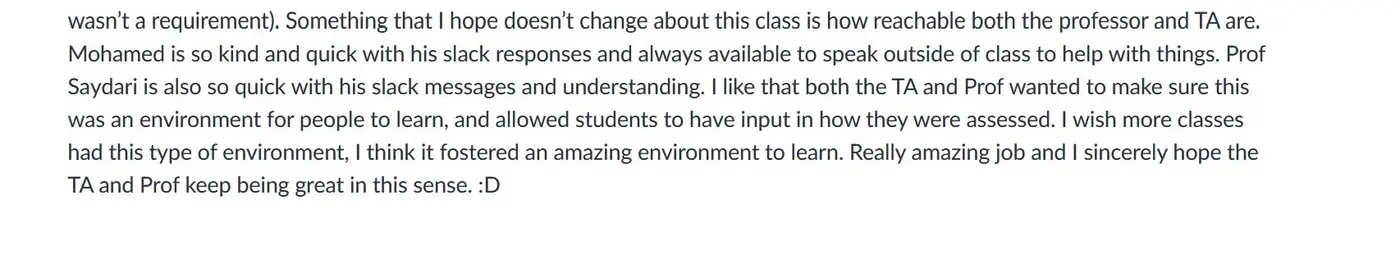 wasn’t a requirement). Something that I hope doesn’t change about this class is how reachable both the professor and TA are.
Mohamed is so kind and quick with his slack responses and always available to speak outside of class to help with things. Prof
Saydari is also so quick with his slack messages and understanding. I like that both the TA and Prof wanted to make sure this
was an environment for people to learn, and allowed students to have input in how they were assessed. I wish more classes
had this type of environment, I think it fostered an amazing environment to learn. Really amazing job and I sincerely hope the
TA and Prof keep being great in this sense. :D